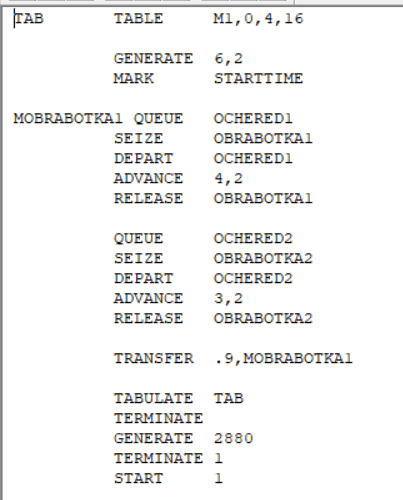 TAB TABLE M1,0,4,16
GENERATE 6,2
MARK STARTTIME
MOBRABOTKA1 QUEUE OCHERED1
SEIZE OBRABOTKA1
DEPART OCHERED1
ADVANCE 4,2
RELEASE OBRABOTKA1
QUEUE OCHERED2
SEIZE OBRABOTKA2
DEPART OCHERED2
ADVANCE 3,2
RELEASE OBRABOTKA2
TRANSFER .9,MOBRABOTKA1
TABULATE TAB
TERMINATE
GENERATE 2880
TERMINATE 1
START 1